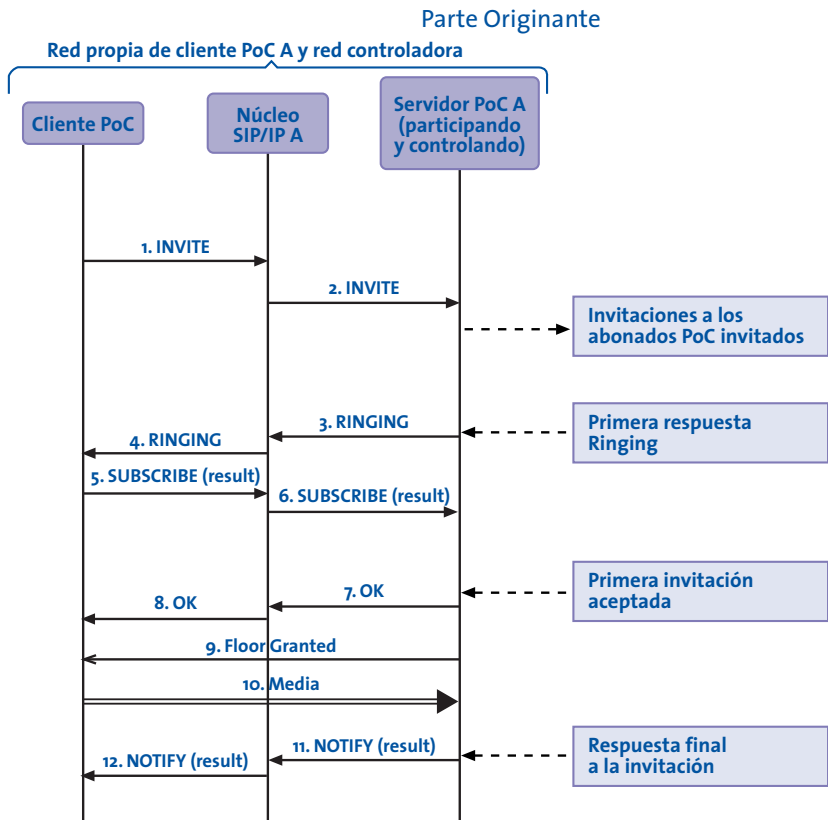 Parte Originante
Red propia de cliente PoC A y red controladora
Cliente PoC
Núcleo
SIP/IP A
Servidor PoC A
(participando
y controlando)
1. INVITE
2. INVITE
Invitaciones a los
abonados PoC invitados
3. RINGING
Primera respuesta
Ringing
4. RINGING
5. SUBSCRIBE (result)
6. SUBSCRIBE (result)
Primera invitación
aceptada
7. OK
8. OK
9. Floor Granted
10. Media
Respuesta final
a la invitación
11. NOTIFY (result)
12. NOTIFY (result)